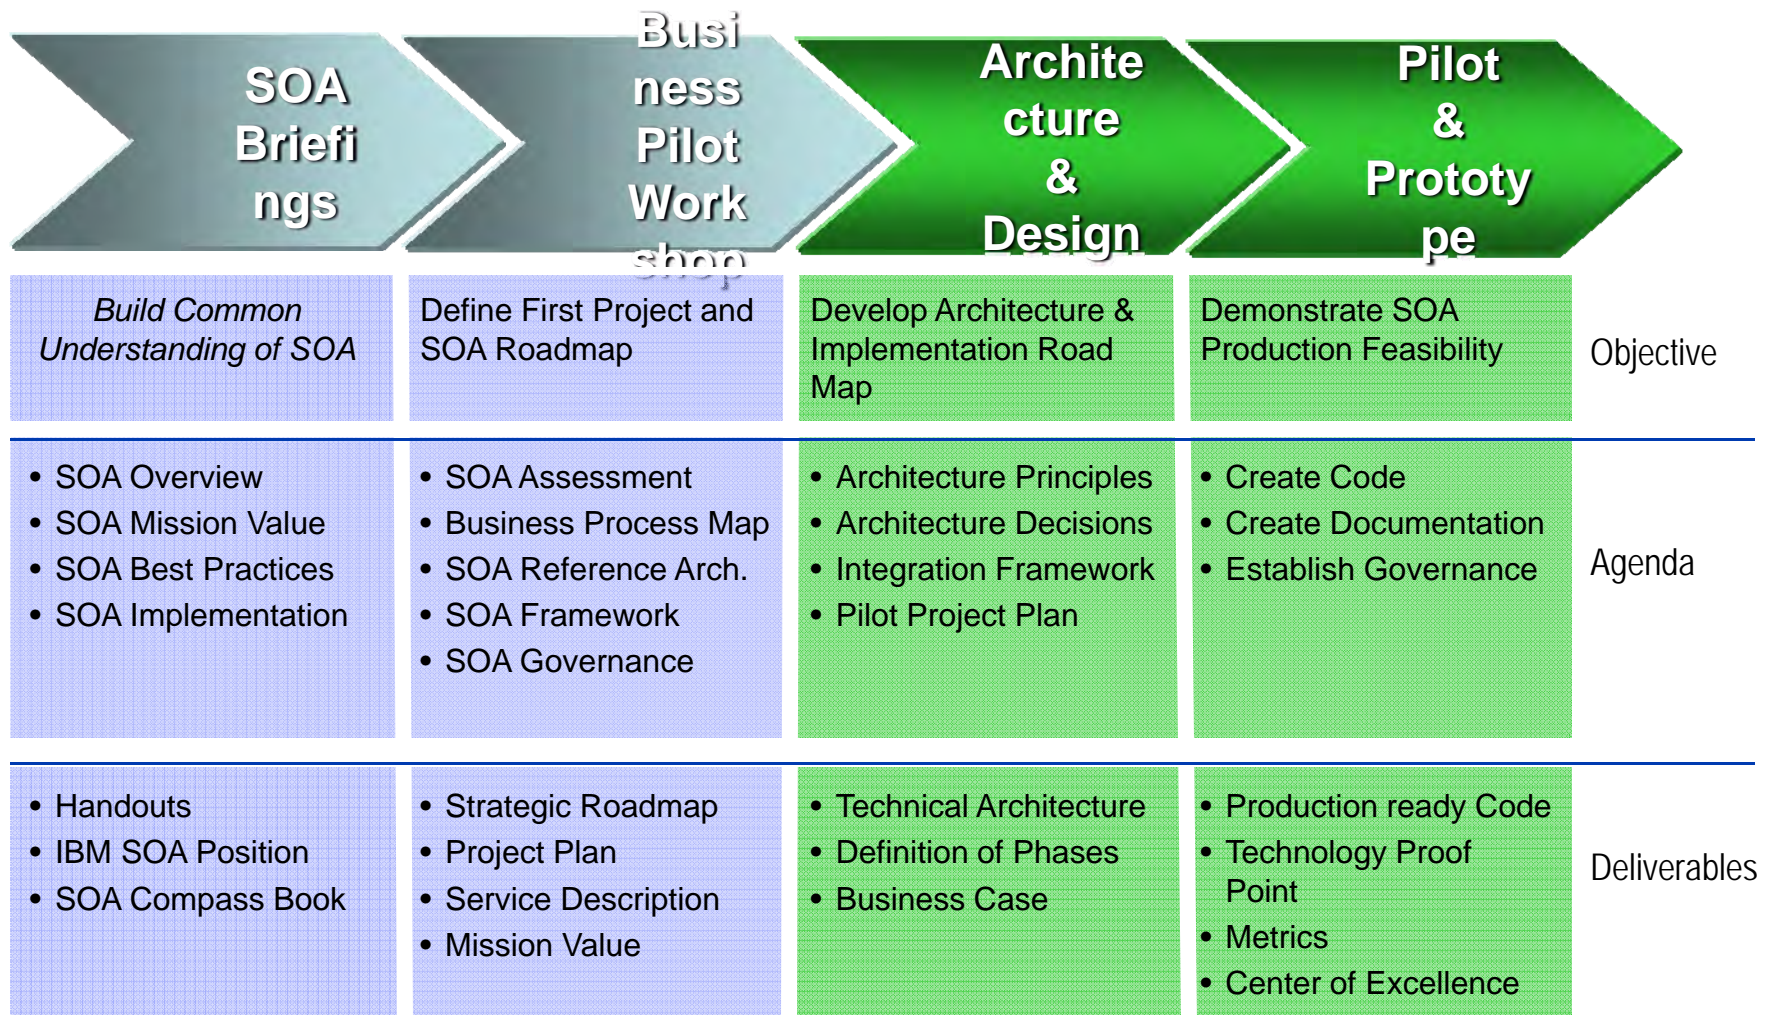 SOA
Briefi
ngs
Busi
ness
Pilot
Work
shop
Archite
cture
&
Design
Pilot
&
Prototy
pe
Build Common
Understanding of SOA
Define First Project and
SOA Roadmap
Develop Architecture &
Implementation Road
Map
Demonstrate SOA
Production Feasibility
Objective
• SOA Overview
• SOA Mission Value
• SOA Best Practices
• SOA Implementation
• SOA Assessment
• Business Process Map
• SOA Reference Arch.
• SOA Framework
• SOA Governance
• Architecture Principles
• Architecture Decisions
• Integration Framework
• Pilot Project Plan
• Create Code
• Create Documentation
• Establish Governance
Agenda
• Handouts
• IBM SOA Position
• SOA Compass Book
• Strategic Roadmap
• Project Plan
• Service Description
• Mission Value
• Technical Architecture
• Definition of Phases
• Business Case
• Production ready Code
• Technology Proof
Point
• Metrics
• Center of Excellence
Deliverables